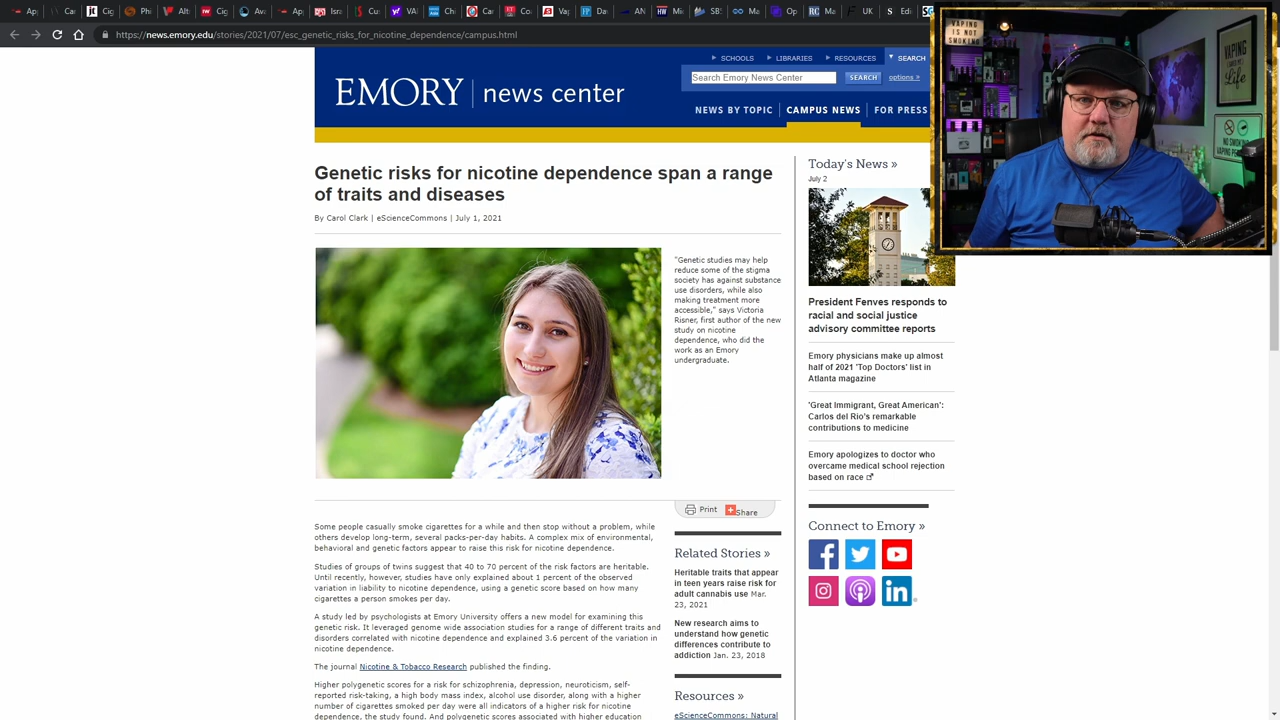 https://news.emory.edu/stories/2021/07/esc_genetic_risks_for_nicotine_dependence/campus.html
EMORY news center
SCHOOLS LIBRARIES RESOURCES SEARCH
Search Emory News Center SEARCH options »
NEWS BY TOPIC CAMPUS NEWS FOR PRESS
VAPING
IS NOT
SMOKING
VAPING
Life
NO SMOKING
Genetic risks for nicotine dependence span a range
of traits and diseases
By Carol Clark | eScienceCommons | July 1, 2021
"Genetic studies may help
reduce some of the stigma
society has against substance
use disorders, while also
making treatment more
accessible," says Victoria
Risner, first author of the new
study on nicotine
dependence, who did the
work as an Emory
undergraduate.
Print Share
Some people casually smoke cigarettes for a while and then stop without a problem, while
others develop long-term, several packs-per-day habits. A complex mix of environmental,
behavioral and genetic factors appear to raise this risk for nicotine dependence.
Studies of groups of twins suggest that 40 to 70 percent of the risk factors are heritable.
Until recently, however, studies have only explained about 1 percent of the observed
variation in liability to nicotine dependence, using a genetic score based on how many
cigarettes a person smokes per day.
A study led by psychologists at Emory University offers a new model for examining this
genetic risk. It leveraged genome wide association studies for a range of different traits and
disorders correlated with nicotine dependence and explained 3.6 percent of the variation in
nicotine dependence.
The journal Nicotine & Tobacco Research published the finding.
Higher polygenetic scores for a risk for schizophrenia, depression, neuroticism, self-
reported risk-taking, a high body mass index, alcohol use disorder, along with a higher
number of cigarettes smoked per day were all indicators of a higher risk for nicotine
dependence, the study found. And polygenetic scores associated with higher education
Related Stories »
Heritable traits that appear
in teen years raise risk for
adult cannabis use Mar.
23, 2021
New research aims to
understand how genetic
differences contribute to
addiction Jan. 23, 2018
Resources »
eScienceCommons: Natural
Today's News »
July 2
President Fenves responds to
racial and social justice
advisory committee reports
Emory physicians make up almost
half of 2021 'Top Doctors' list in
Atlanta magazine
'Great Immigrant, Great American':
Carlos del Rio's remarkable
contributions to medicine
Emory apologizes to doctor who
overcame medical school rejection
based on race
Connect to Emory »